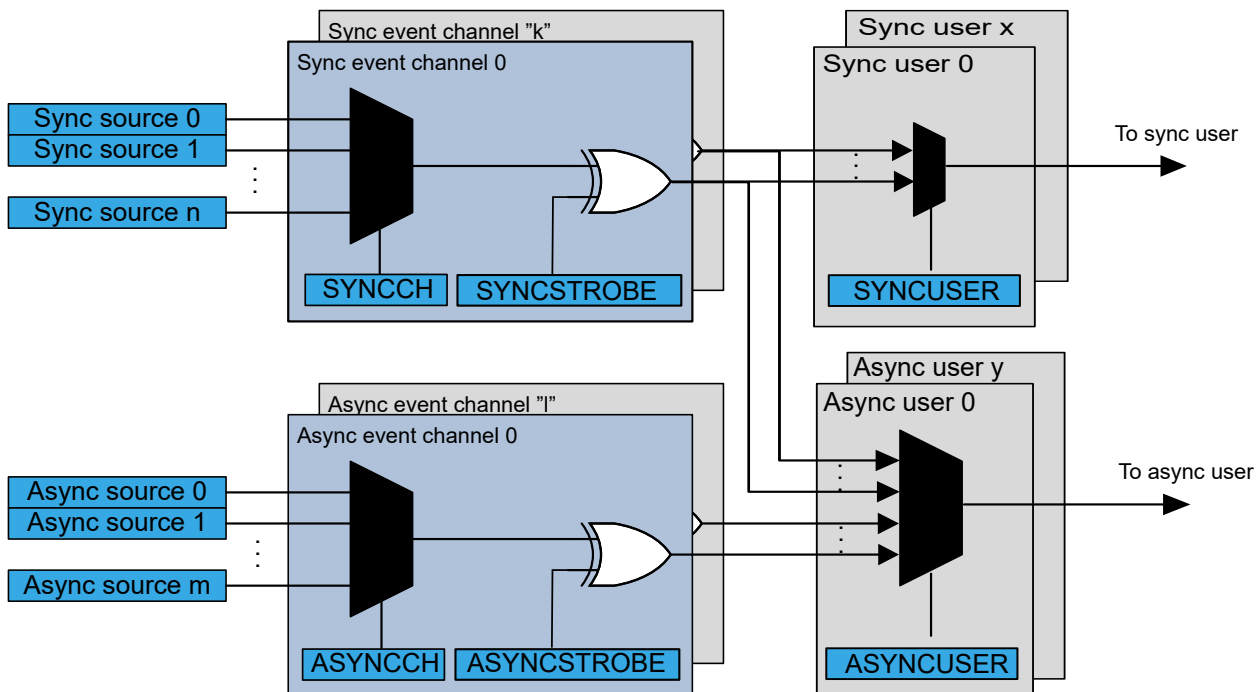 Sync event channel ”k”
Sync event channel 0
Sync source 0
Sync source 1
Sync source n
SYNCCH
SYNCSTROBE
Sync user x
Sync user 0
SYNCUSER
To sync user
Async event channel ”l”
Async event channel 0
Async source 0
Async source 1
Async source m
ASYNCCH
ASYNCSTROBE
Async user y
Async user 0
ASYNCUSER
To async user